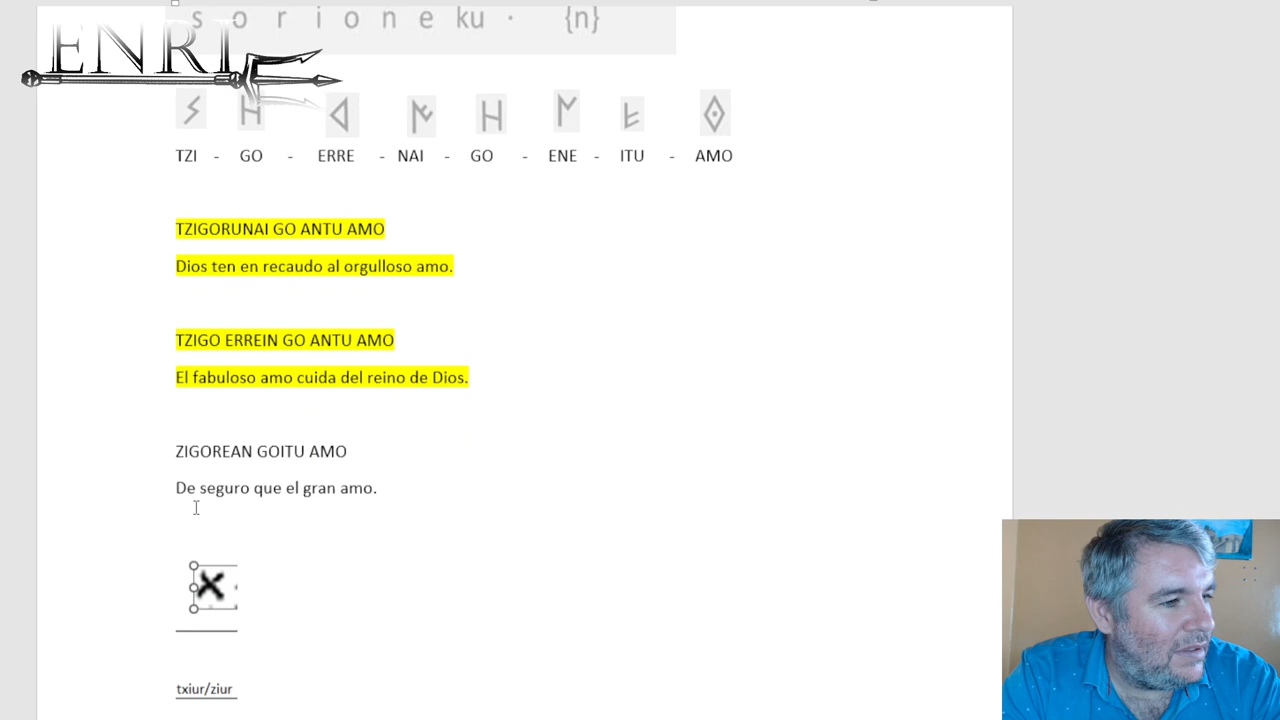 s o r i o n e ku · {n}
ENRI
TZI - GO - ERRE - NAI - GO - ENE - ITU - AMO
TZIGORUNAI GO ANTU AMO
Dios ten en recaudo al orgulloso amo.
TZIGO ERREIN GO ANTU AMO
El fabuloso amo cuida del reino de Dios.
ZIGOREAN GOITU AMO
De seguro que el gran amo.
txiur/ziur